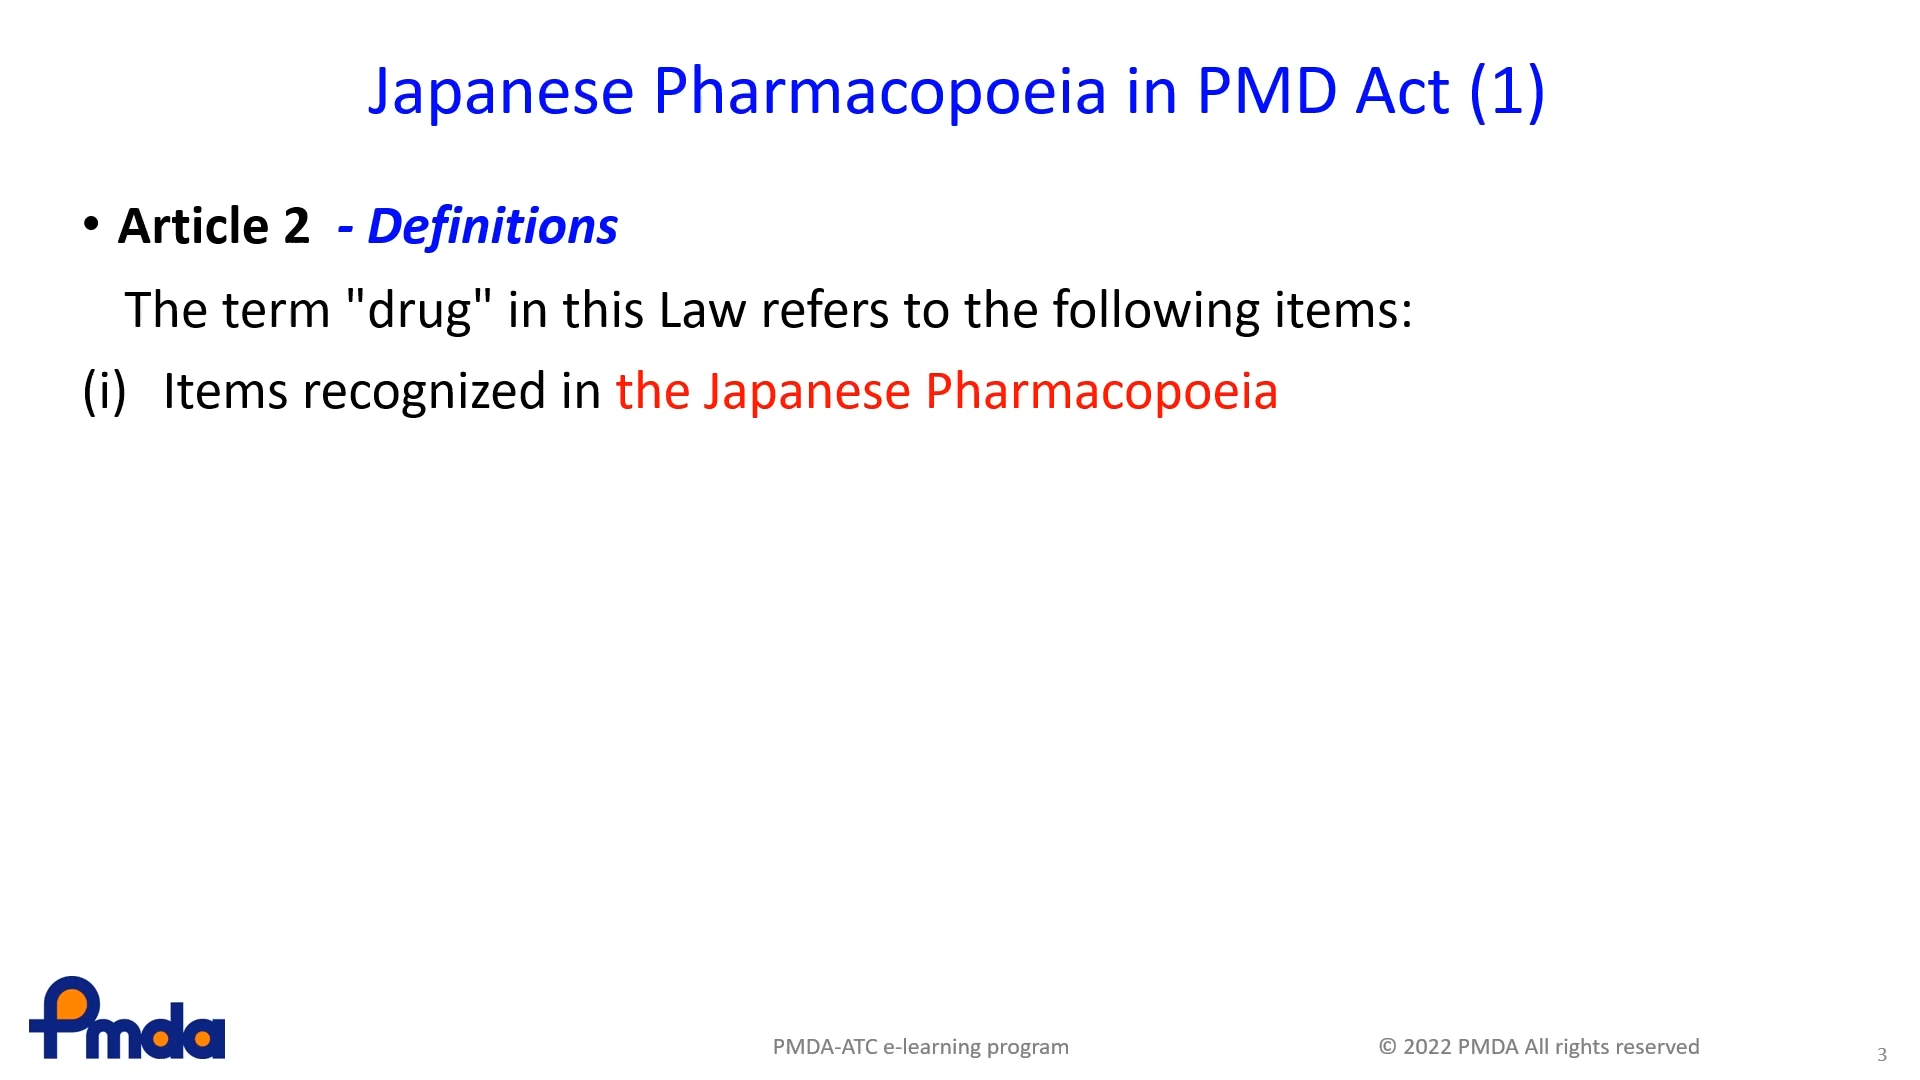 Japanese Pharmacopoeia in PMD Act (1)
• Article 2 - Definitions
The term "drug" in this Law refers to the following items:
(i) Items recognized in the Japanese Pharmacopoeia
Pmda
PMDA-ATC e-learning program
© 2022 PMDA All rights reserved
3